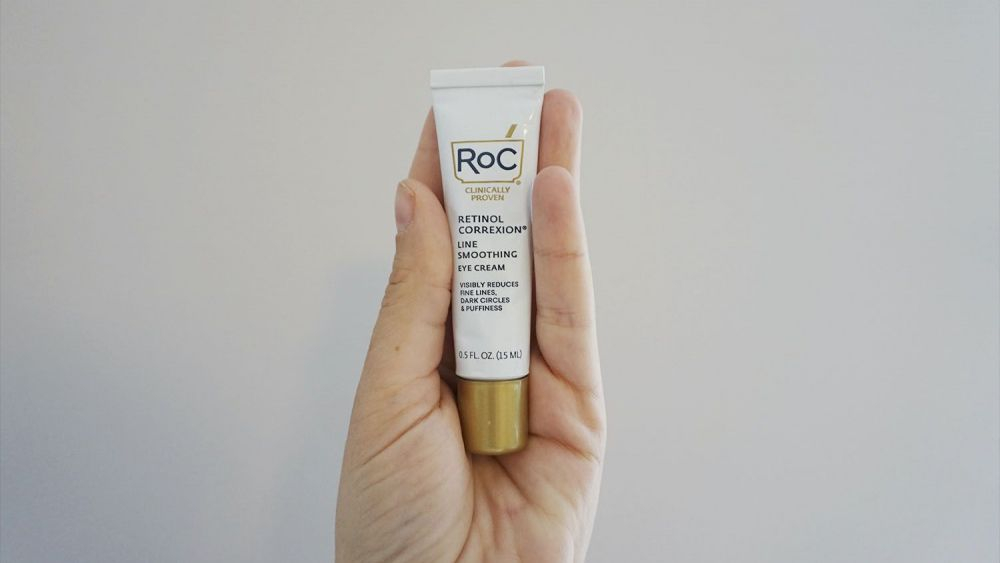 RoC®
CLINICALLY
PROVEN
RETINOL
CORREXION®
LINE
SMOOTHING
EYE CREAM
VISIBLY REDUCES
FINE LINES,
DARK CIRCLES
& PUFFINESS
0.5 FL. OZ. (15 ML)